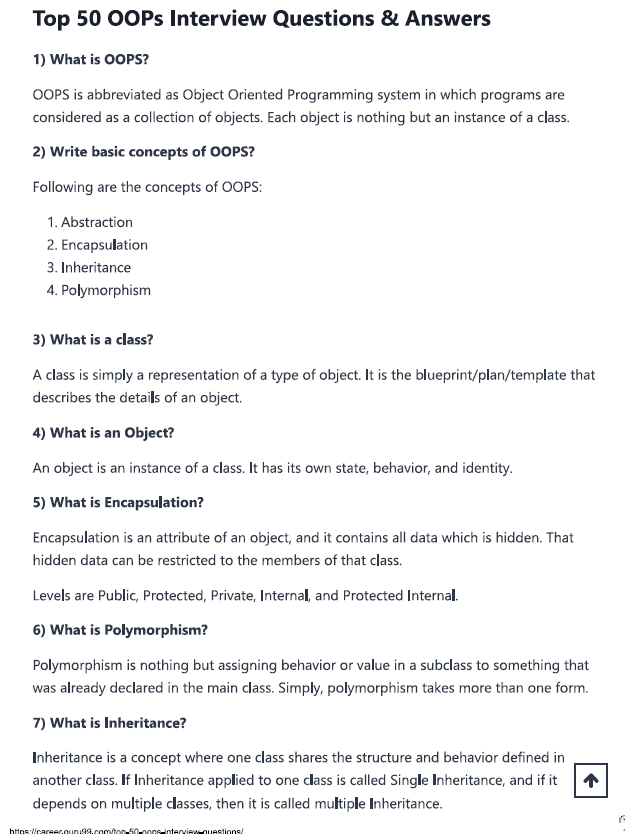 Top 50 OOPs Interview Questions & Answers
1) What is OOPS?
OOPS is abbreviated as Object Oriented Programming system in which programs are
considered as a collection of objects. Each object is nothing but an instance of a class.
2) Write basic concepts of OOPS?
Following are the concepts of OOPS:
1. Abstraction
2. Encapsulation
3. Inheritance
4. Polymorphism
3) What is a class?
A class is simply a representation of a type of object. It is the blueprint/plan/template that
describes the details of an object.
4) What is an Object?
An object is an instance of a class. It has its own state, behavior, and identity.
5) What is Encapsulation?
Encapsulation is an attribute of an object, and it contains all data which is hidden. That
hidden data can be restricted to the members of that class.
Levels are Public, Protected, Private, Internal, and Protected Internal.
6) What is Polymorphism?
Polymorphism is nothing but assigning behavior or value in a subclass to something that
was already declared in the main class. Simply, polymorphism takes more than one form.
7) What is Inheritance?
Inheritance is a concept where one class shares the structure and behavior defined in
another class. If Inheritance applied to one class is called Single Inheritance, and if it
depends on multiple classes, then it is called multiple Inheritance.
https://career.guru99.com/top-50-oops-interview-questions/